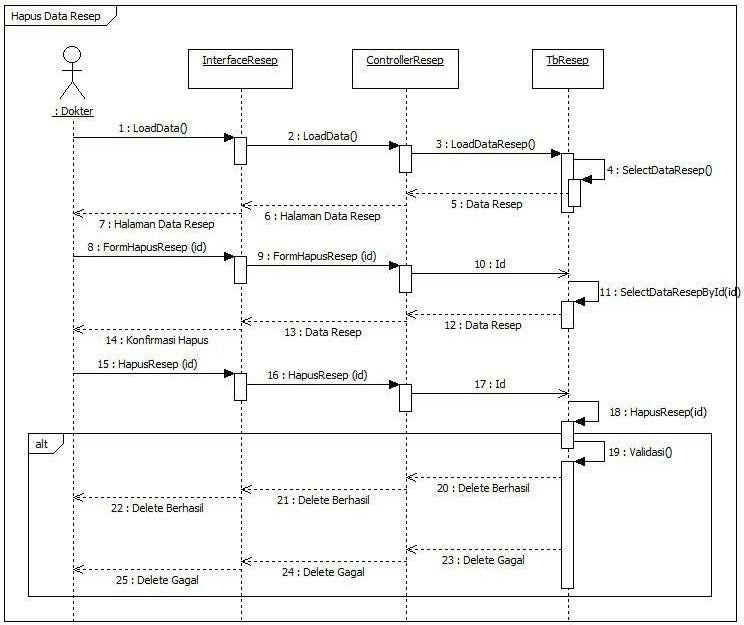 Hapus Data Resep
InterfaceResep
ControllerResep
TbResep
: Dokter
1 : LoadData()
2 : LoadData()
3 : LoadDataResep()
4 : SelectDataResep()
5 : Data Resep
6 : Halaman Data Resep
7 : Halaman Data Resep
8 : FormHapusResep (id)
9 : FormHapusResep (id)
10 : Id
11 : SelectDataResepById(id)
12 : Data Resep
13 : Data Resep
14 : Konfirmasi Hapus
15 : HapusResep (id)
16 : HapusResep (id)
17 : Id
18 : HapusResep(id)
alt
19 : Validasi()
20 : Delete Berhasil
21 : Delete Berhasil
22 : Delete Berhasil
23 : Delete Gagal
24 : Delete Gagal
25 : Delete Gagal